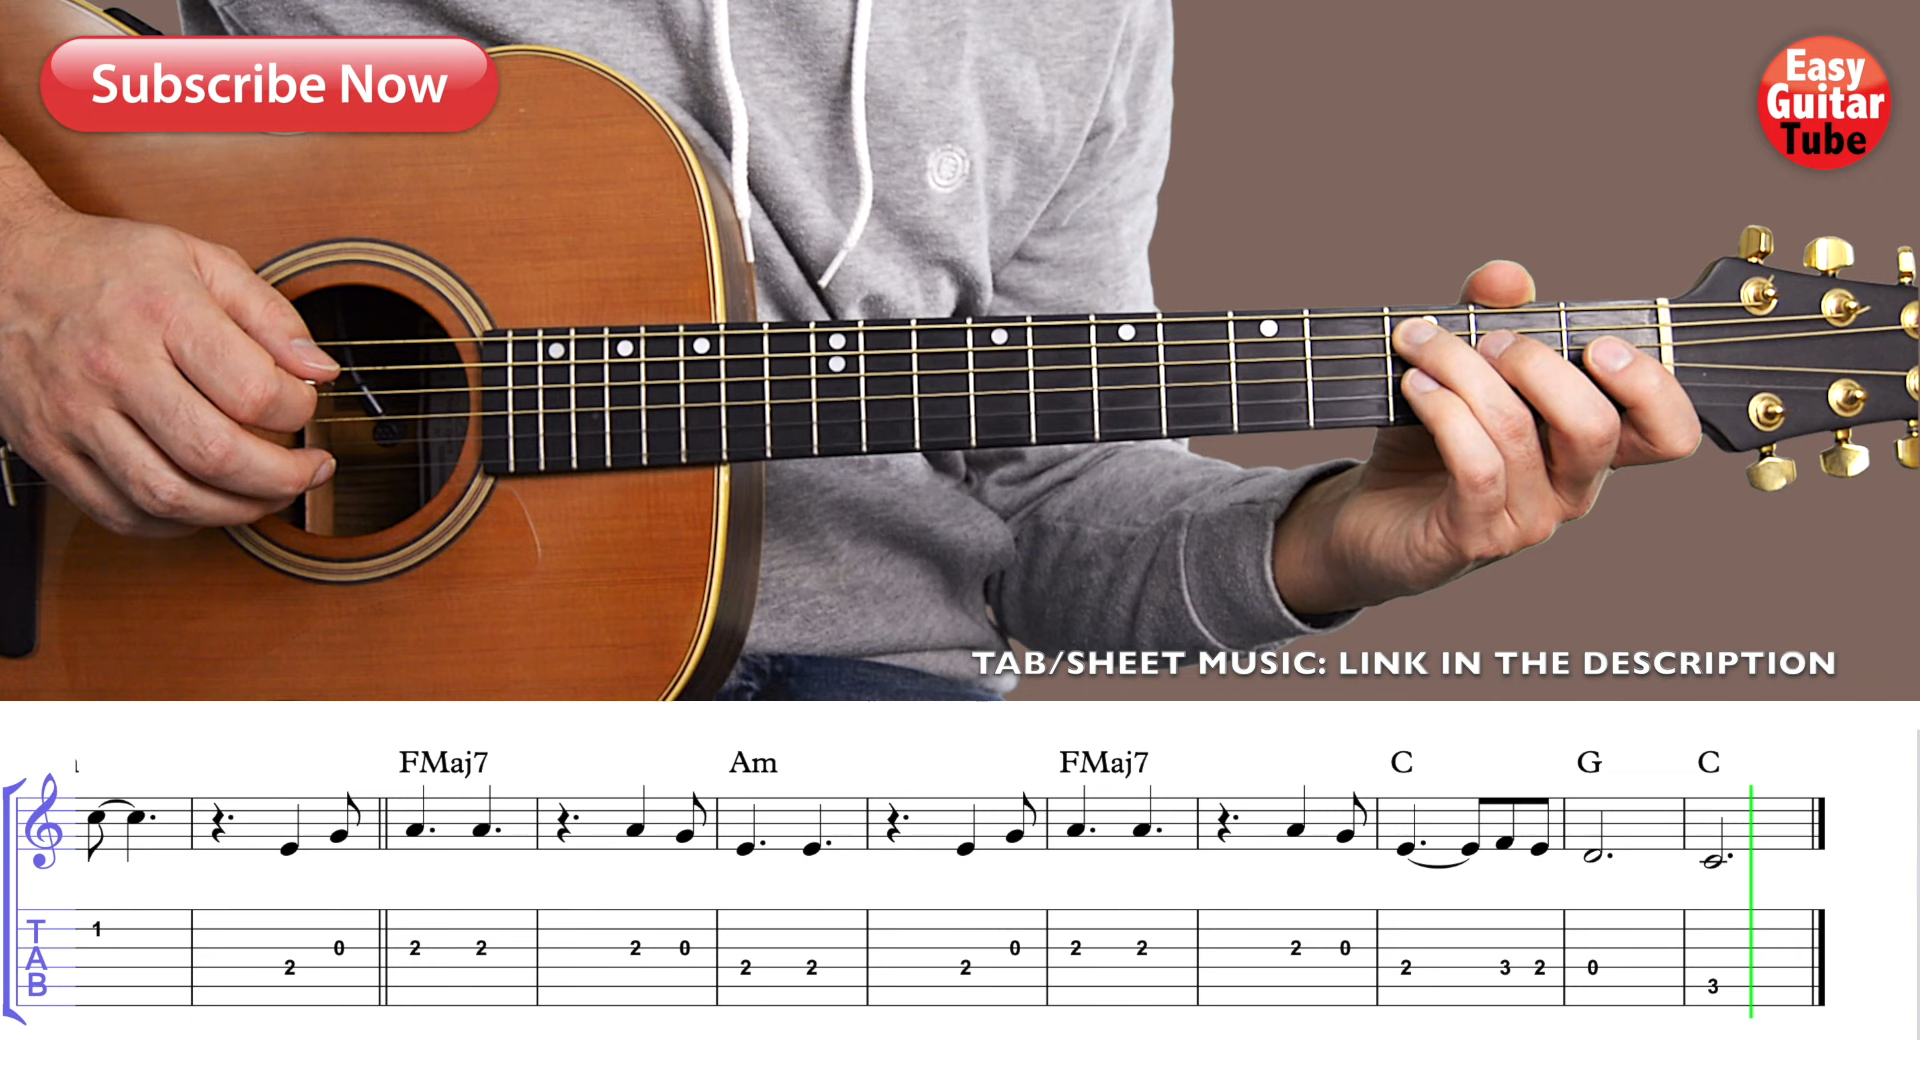 Subscribe Now
Easy
Guitar
Tube
TAB/SHEET MUSIC: LINK IN THE DESCRIPTION
FMaj7 Am FMaj7 C G C
T
A
B
1
0 2 2 2 0 0 2 2 2 0
2 2 2 2 2 3 2 0
3